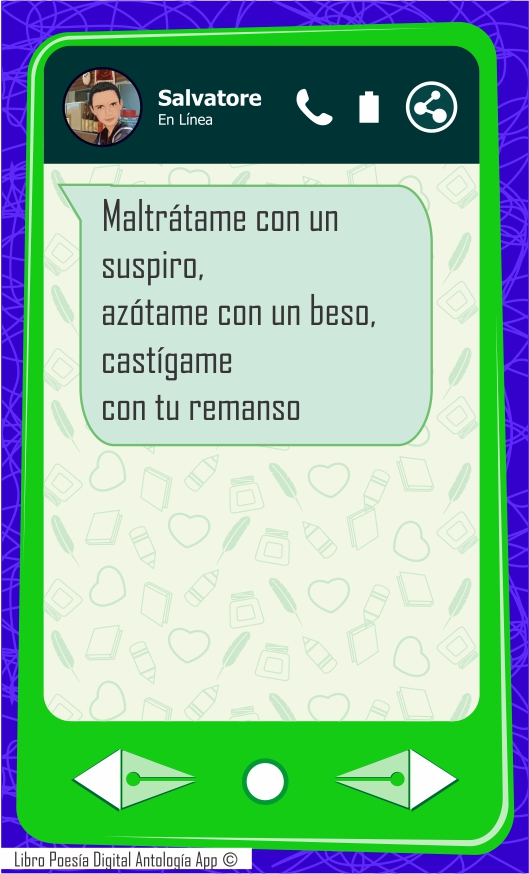 Salvatore
En Línea
Maltrátame con un
suspiro,
azótame con un beso,
castígame
con tu remanso
Libro Poesía Digital Antología App ©